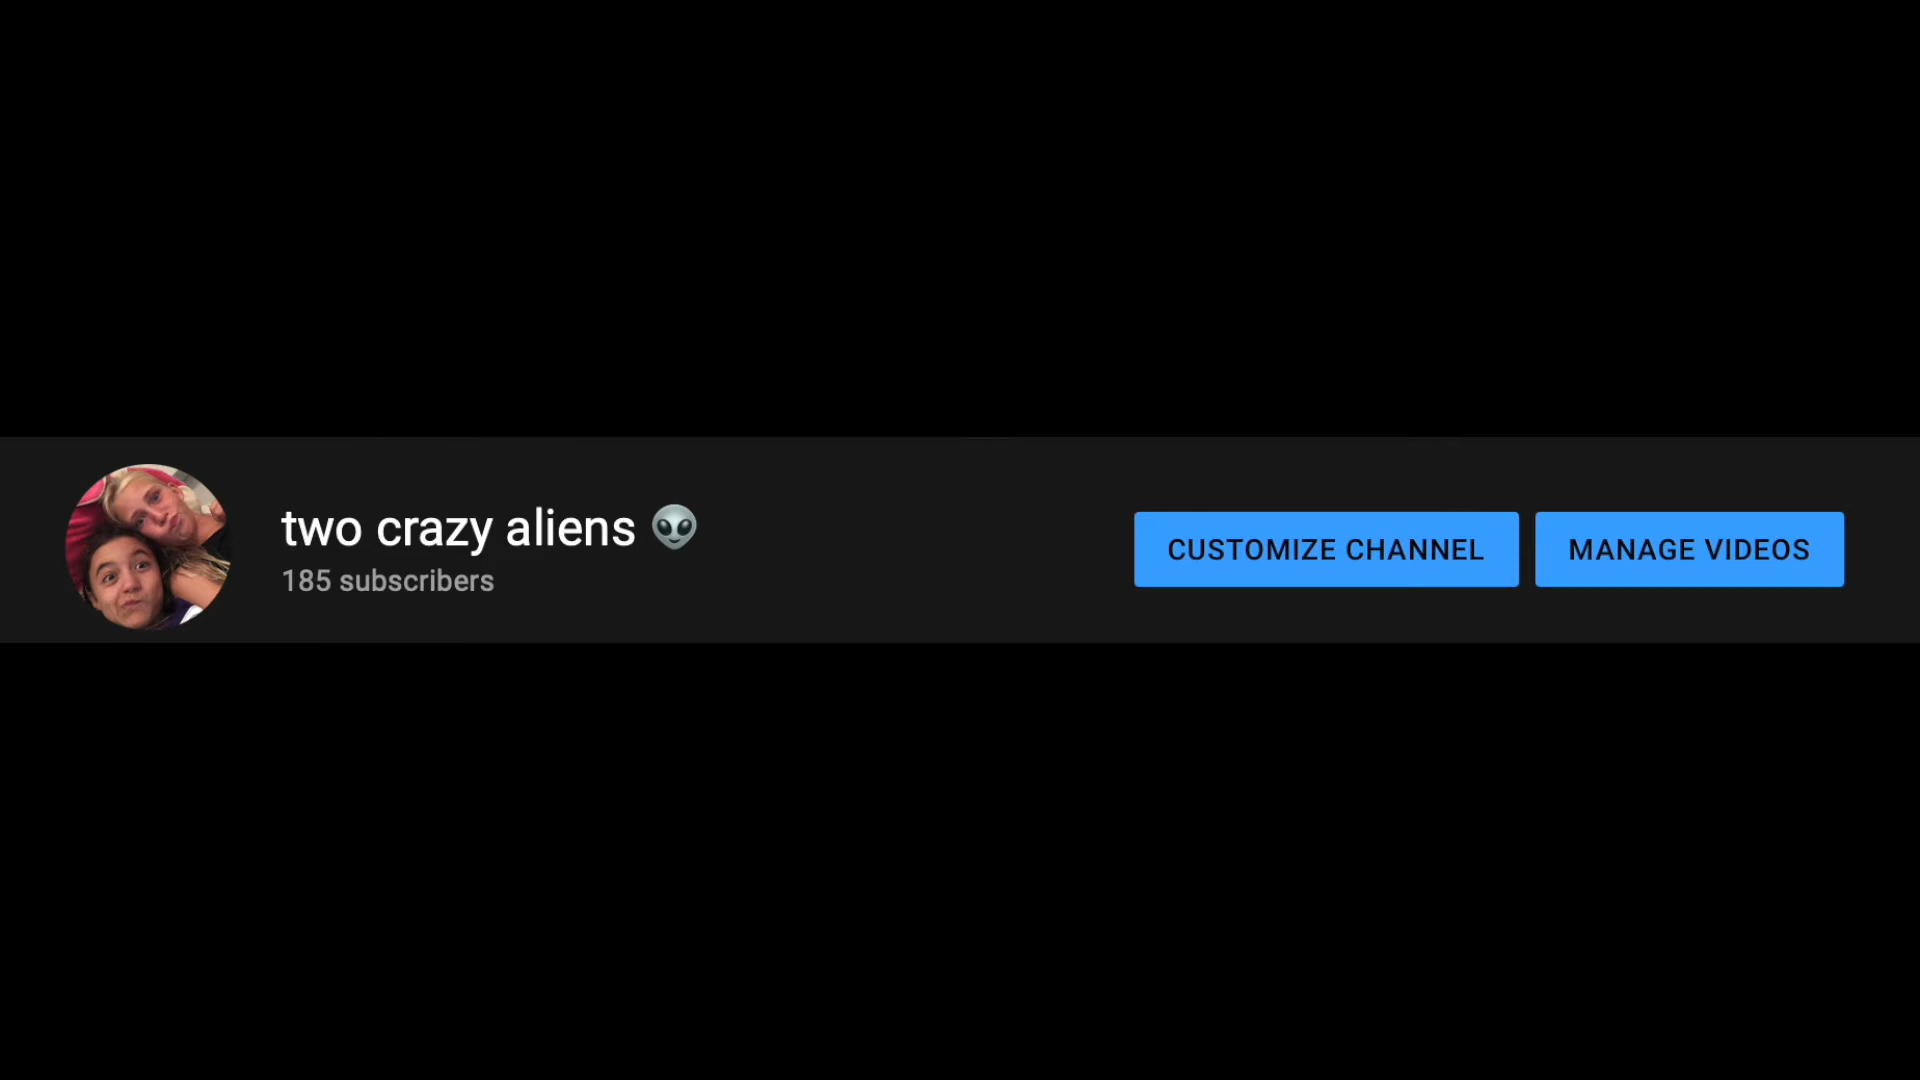 two crazy aliens 👽
185 subscribers
CUSTOMIZE CHANNEL
MANAGE VIDEOS